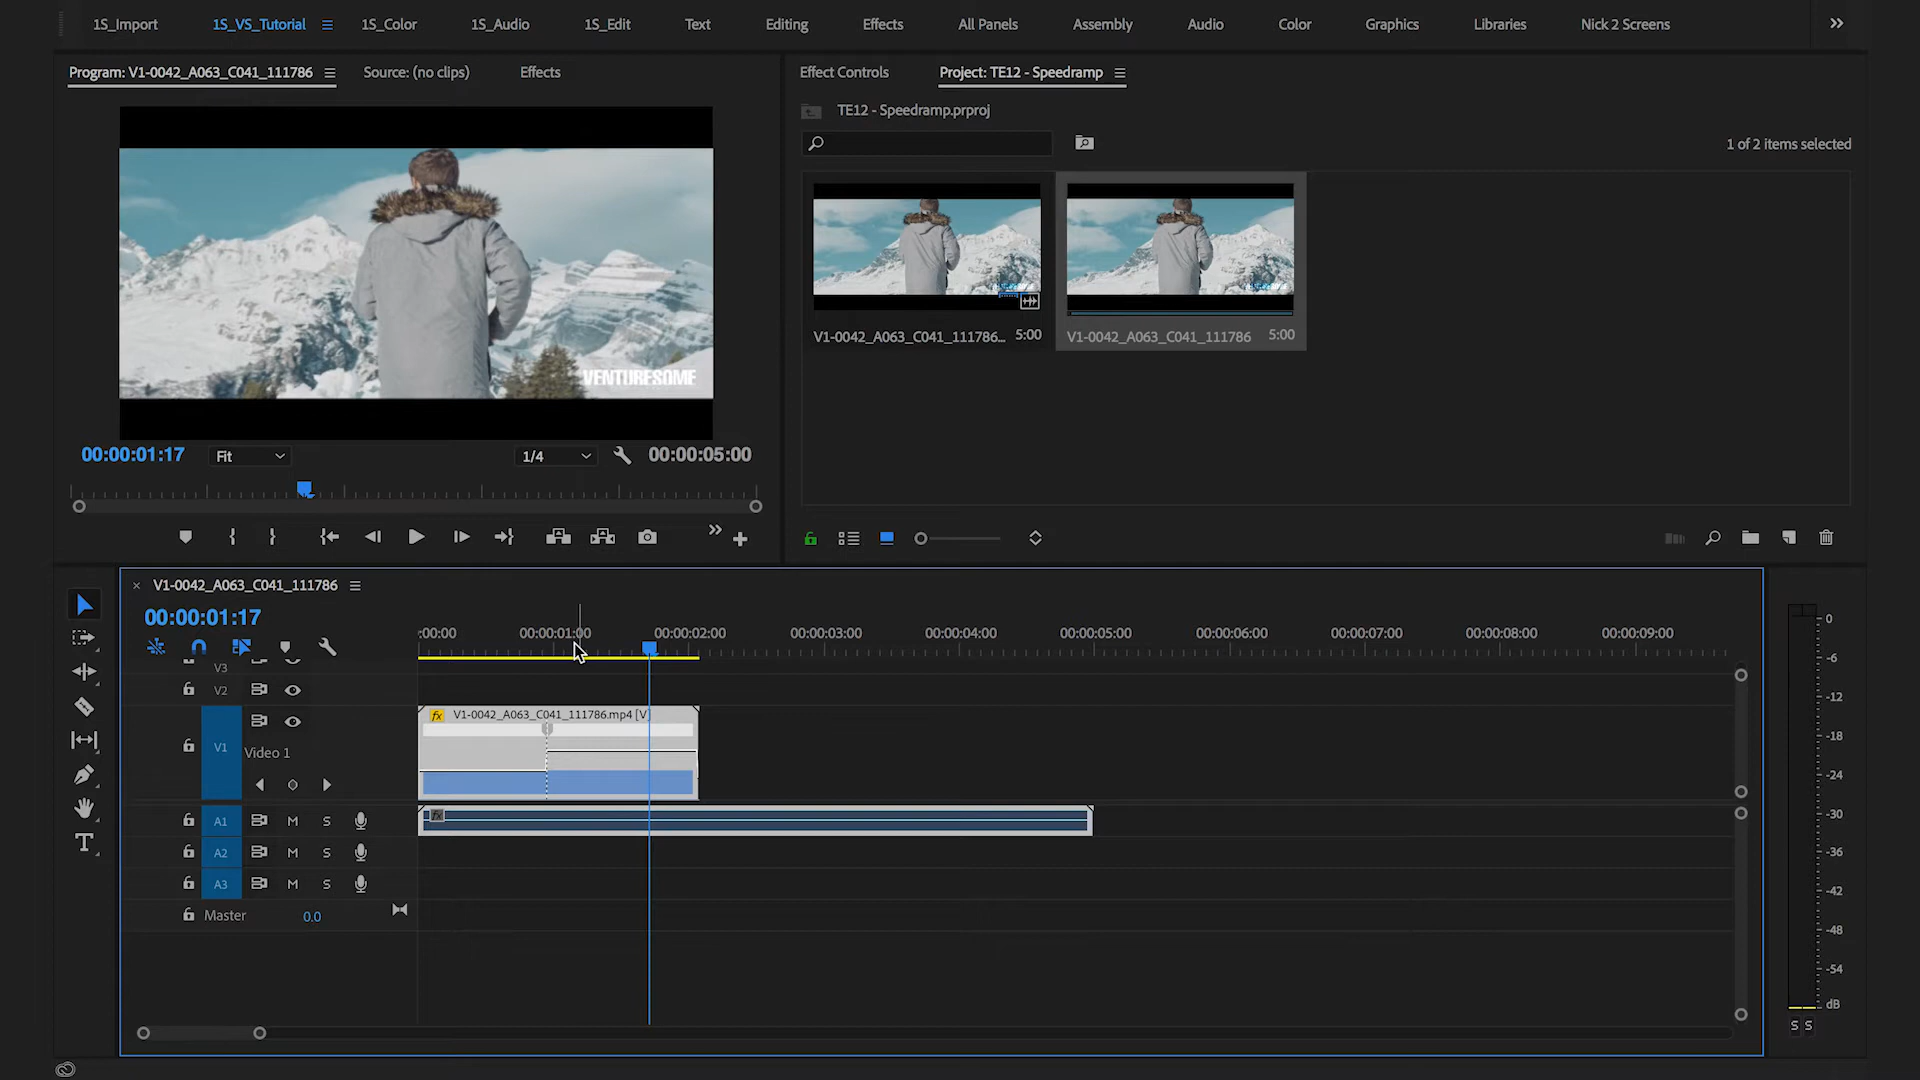 1S_Import 1S_VS_Tutorial 1S_Color 1S_Audio 1S_Edit Text Editing Effects All Panels Assembly Audio Color Graphics Libraries Nick 2 Screens
Program: V1-0042_A063_C041_111786 Source: (no clips) Effects
VENTURESOME
00:00:01:17 Fit 1/4 00:00:05:00
Effect Controls Project: TE12 - Speedramp
TE12 - Speedramp.prproj
1 of 2 items selected
V1-0042_A063_C041_111786... 5:00
V1-0042_A063_C041_111786 5:00
V1-0042_A063_C041_111786
00:00:01:17
:00:00 00:00:01:00 00:00:02:00 00:00:03:00 00:00:04:00 00:00:05:00 00:00:06:00 00:00:07:00 00:00:08:00 00:00:09:00
V3
V2
fx V1-0042_A063_C041_111786.mp4 [V]
V1 Video 1
A1 M S fx
A2 M S
A3 M S
Master 0.0
T
0
-6
-12
-18
-24
-30
-36
-42
-48
-54
dB
S S